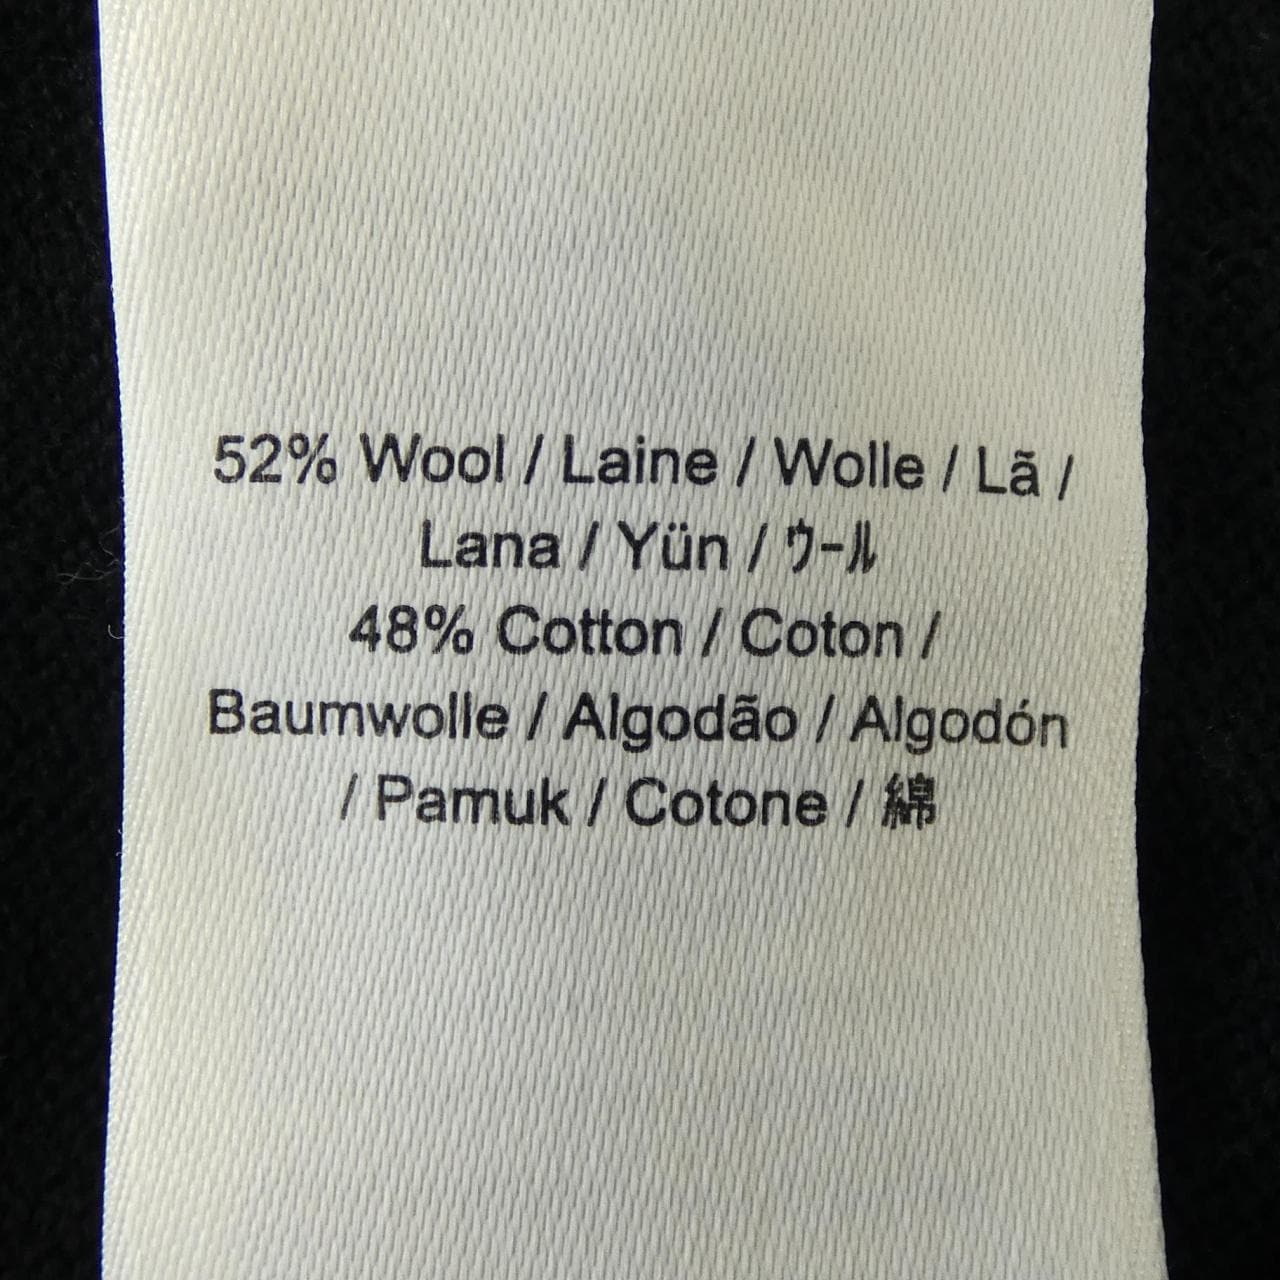 52% Wool / Laine / Wolle / Lã /
Lana / Yün / ウール
48% Cotton / Coton /
Baumwolle / Algodão / Algodón
/ Pamuk / Cotone / 綿